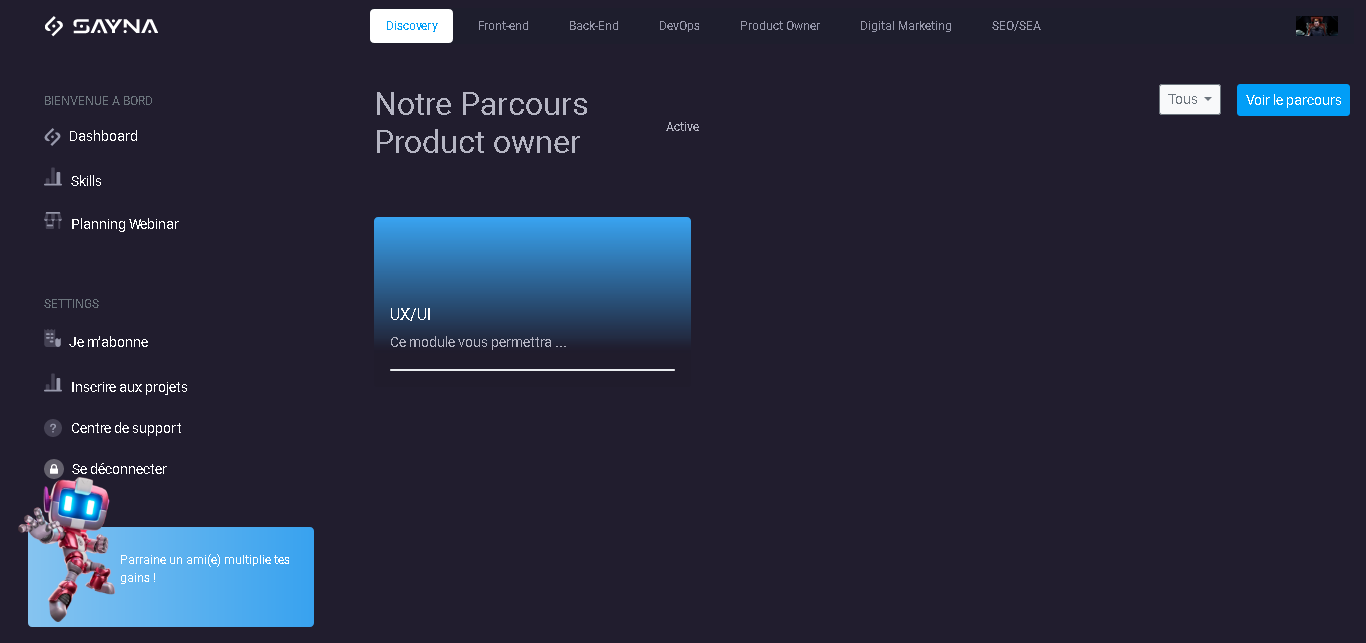 SAYNA
Discovery
Front-end
Back-End
DevOps
Product Owner
Digital Marketing
SEO/SEA
BIENVENUE A BORD
Dashboard
Skills
Planning Webinar
SETTINGS
Je m'abonne
Inscrire aux projets
?
Centre de support
Se déconnecter
Parraine un ami(e) multiplie tes
gains !
Notre Parcours
Product owner
Active
Tous
Voir le parcours
UX/UI
Ce module vous permettra ...